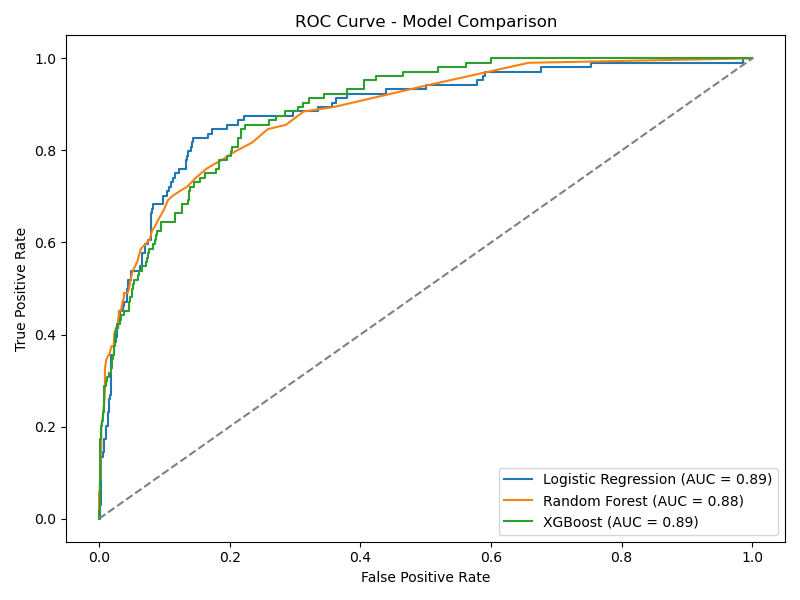 ROC Curve - Model Comparison
True Positive Rate
1.0
0.8
0.6
0.4
0.2
0.0
0.0 0.2 0.4 0.6 0.8 1.0
False Positive Rate
Logistic Regression (AUC = 0.89)
Random Forest (AUC = 0.88)
XGBoost (AUC = 0.89)